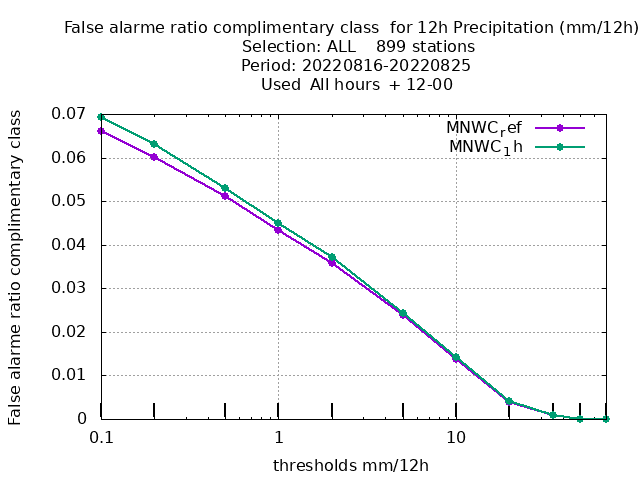 False alarme ratio complimentary class  for 12h Precipitation (mm/12h)
Selection: ALL    899 stations
Period: 20220816-20220825
Used  All hours  + 12-00
False alarme ratio complimentary class
0.07
0.06
0.05
0.04
0.03
0.02
0.01
0
MNWCref
MNWC1h
0.1
1
10
thresholds mm/12h